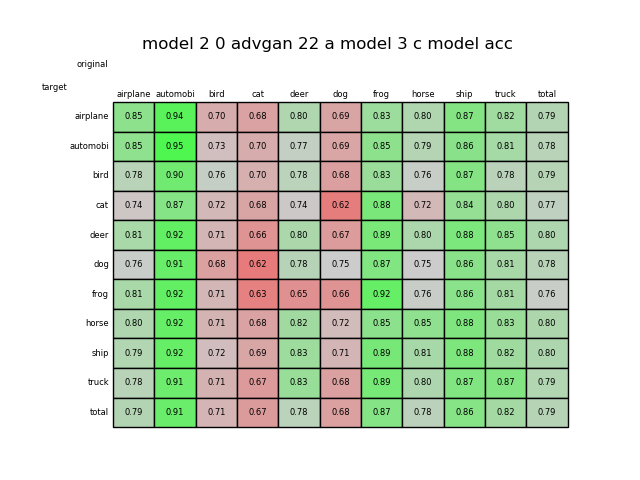 model 2 0 advgan 22 a model 3 c model acc
original
target
airplane automobi bird cat deer dog frog horse ship truck total
airplane 0.85 0.94 0.70 0.68 0.80 0.69 0.83 0.80 0.87 0.82 0.79
automobi 0.85 0.95 0.73 0.70 0.77 0.69 0.85 0.79 0.86 0.81 0.78
bird 0.78 0.90 0.76 0.70 0.78 0.68 0.83 0.76 0.87 0.78 0.79
cat 0.74 0.87 0.72 0.68 0.74 0.62 0.88 0.72 0.84 0.80 0.77
deer 0.81 0.92 0.71 0.66 0.80 0.67 0.89 0.80 0.88 0.85 0.80
dog 0.76 0.91 0.68 0.62 0.78 0.75 0.87 0.75 0.86 0.81 0.78
frog 0.81 0.92 0.71 0.63 0.65 0.66 0.92 0.76 0.86 0.81 0.76
horse 0.80 0.92 0.71 0.68 0.82 0.72 0.85 0.85 0.88 0.83 0.80
ship 0.79 0.92 0.72 0.69 0.83 0.71 0.89 0.81 0.88 0.82 0.80
truck 0.78 0.91 0.71 0.67 0.83 0.68 0.89 0.80 0.87 0.87 0.79
total 0.79 0.91 0.71 0.67 0.78 0.68 0.87 0.78 0.86 0.82 0.79